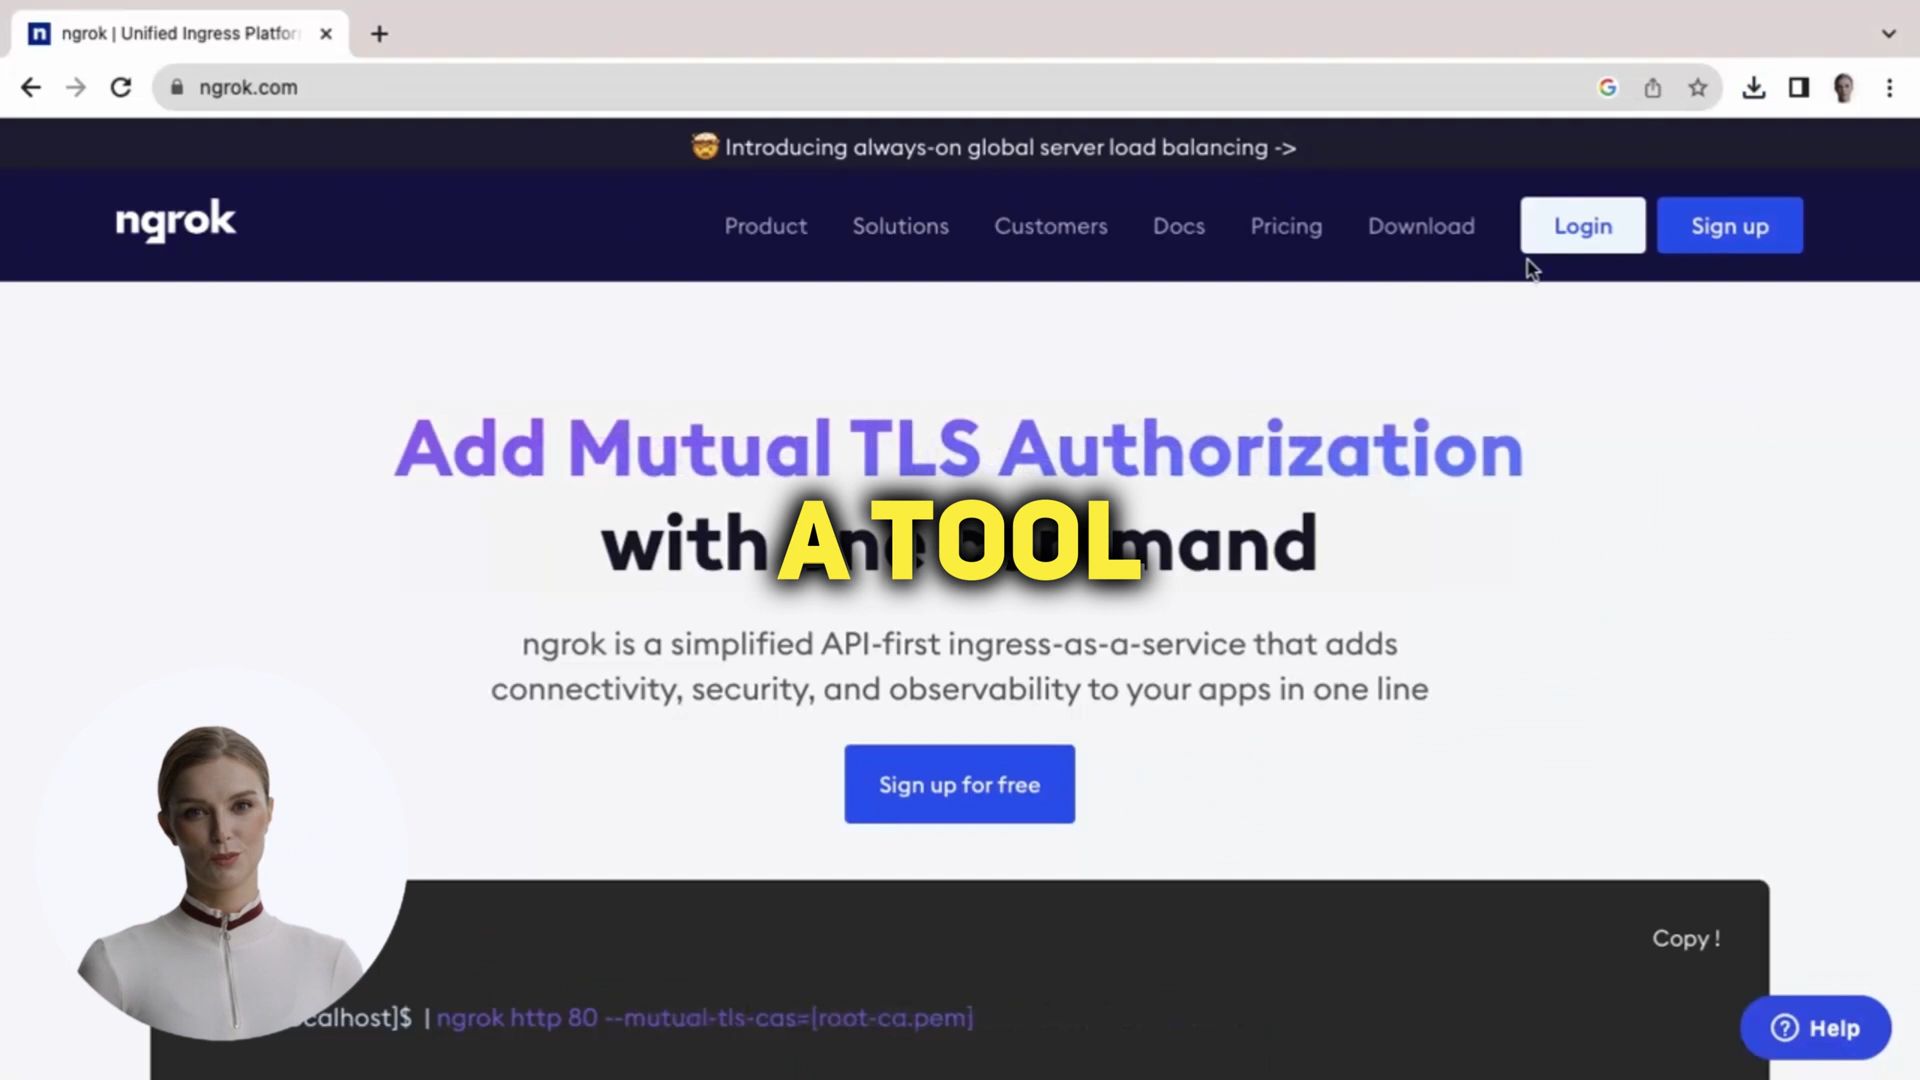 ngrok | Unified Ingress Platfor
ngrok.com
🤯 Introducing always-on global server load balancing ->
ngrok
Product
Solutions
Customers
Docs
Pricing
Download
Login
Sign up
Add Mutual TLS Authorization
with mand
A TOOL
ngrok is a simplified API-first ingress-as-a-service that adds
connectivity, security, and observability to your apps in one line
Sign up for free
Copy !
calhost]$ | ngrok http 80 --mutual-tls-cas=[root-ca.pem]
Help